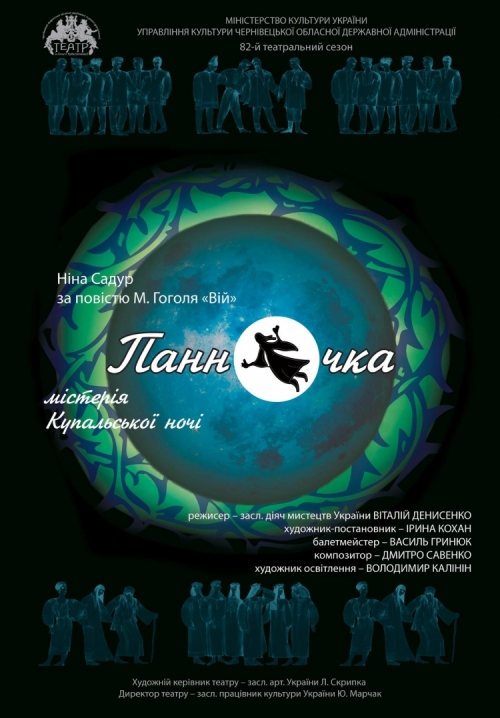 МІНІСТЕРСТВО КУЛЬТУРИ УКРАЇНИ
УПРАВЛІННЯ КУЛЬТУРИ ЧЕРНІВЕЦЬКОЇ ОБЛАСНОЇ ДЕРЖАВНОЇ АДМІНІСТРАЦІЇ
82-й театральний сезон
ТЕАТР
Ніна Садур
за повістю М. Гоголя «Вій»
Панночка
містерія
Купальської ночі
режисер – засл. діяч мистецтв України ВІТАЛІЙ ДЕНИСЕНКО
художник-постановник – ІРИНА КОХАН
балетмейстер – ВАСИЛЬ ГРИНЮК
композитор – ДМИТРО САВЕНКО
художник освітлення – ВОЛОДИМИР КАЛІНІН
Художній керівник театру – засл. арт. України Л. Скрипка
Директор театру – засл. працівник культури України Ю. Марчак